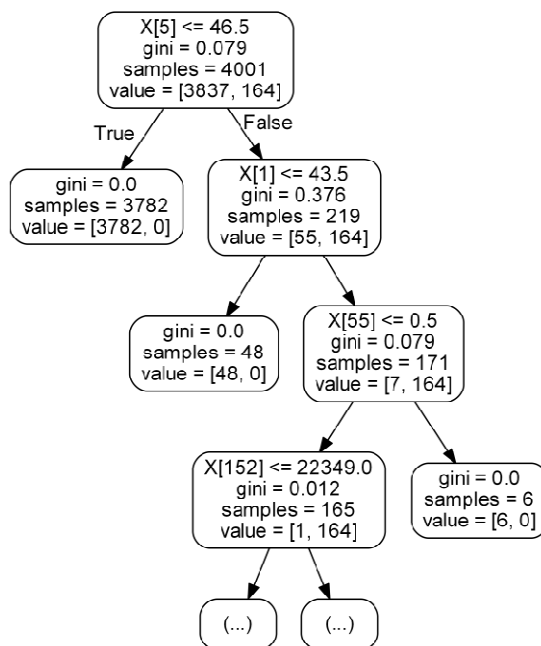 X[5] <= 46.5
gini = 0.079
samples = 4001
value = [3837, 164]
True
False
gini = 0.0
samples = 3782
value = [3782, 0]
X[1] <= 43.5
gini = 0.376
samples = 219
value = [55, 164]
gini = 0.0
samples = 48
value = [48, 0]
X[55] <= 0.5
gini = 0.079
samples = 171
value = [7, 164]
X[152] <= 22349.0
gini = 0.012
samples = 165
value = [1, 164]
gini = 0.0
samples = 6
value = [6, 0]
(...)
(...)